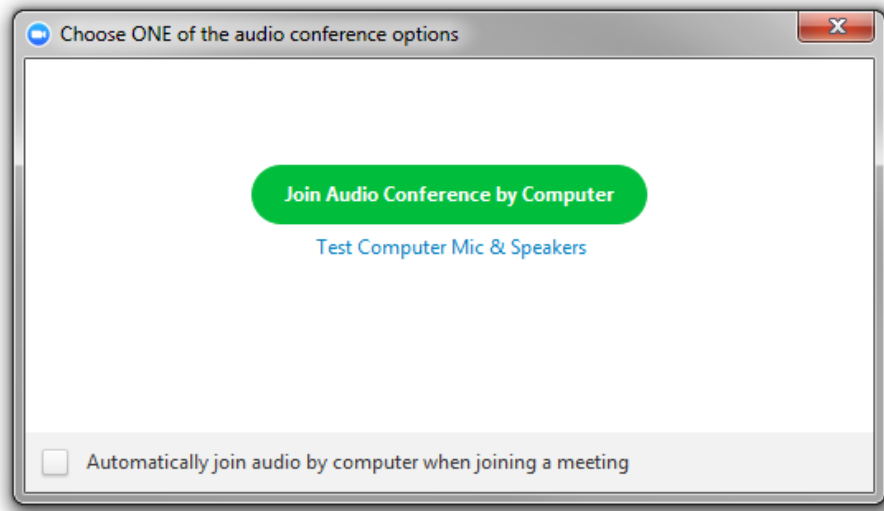 Choose ONE of the audio conference options
Join Audio Conference by Computer
Test Computer Mic & Speakers
Automatically join audio by computer when joining a meeting